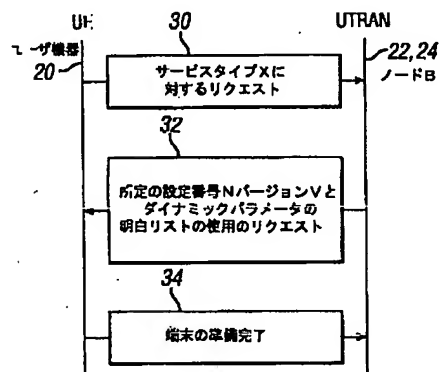 UE
UTRAN
ユーザ機器
20
22,24
ノードB
30
サービスタイプXに
対するリクエスト
32
所定の設定番号NバージョンVと
ダイナミックパラメータの
明白リストの使用のリクエスト
34
端末の準備完了